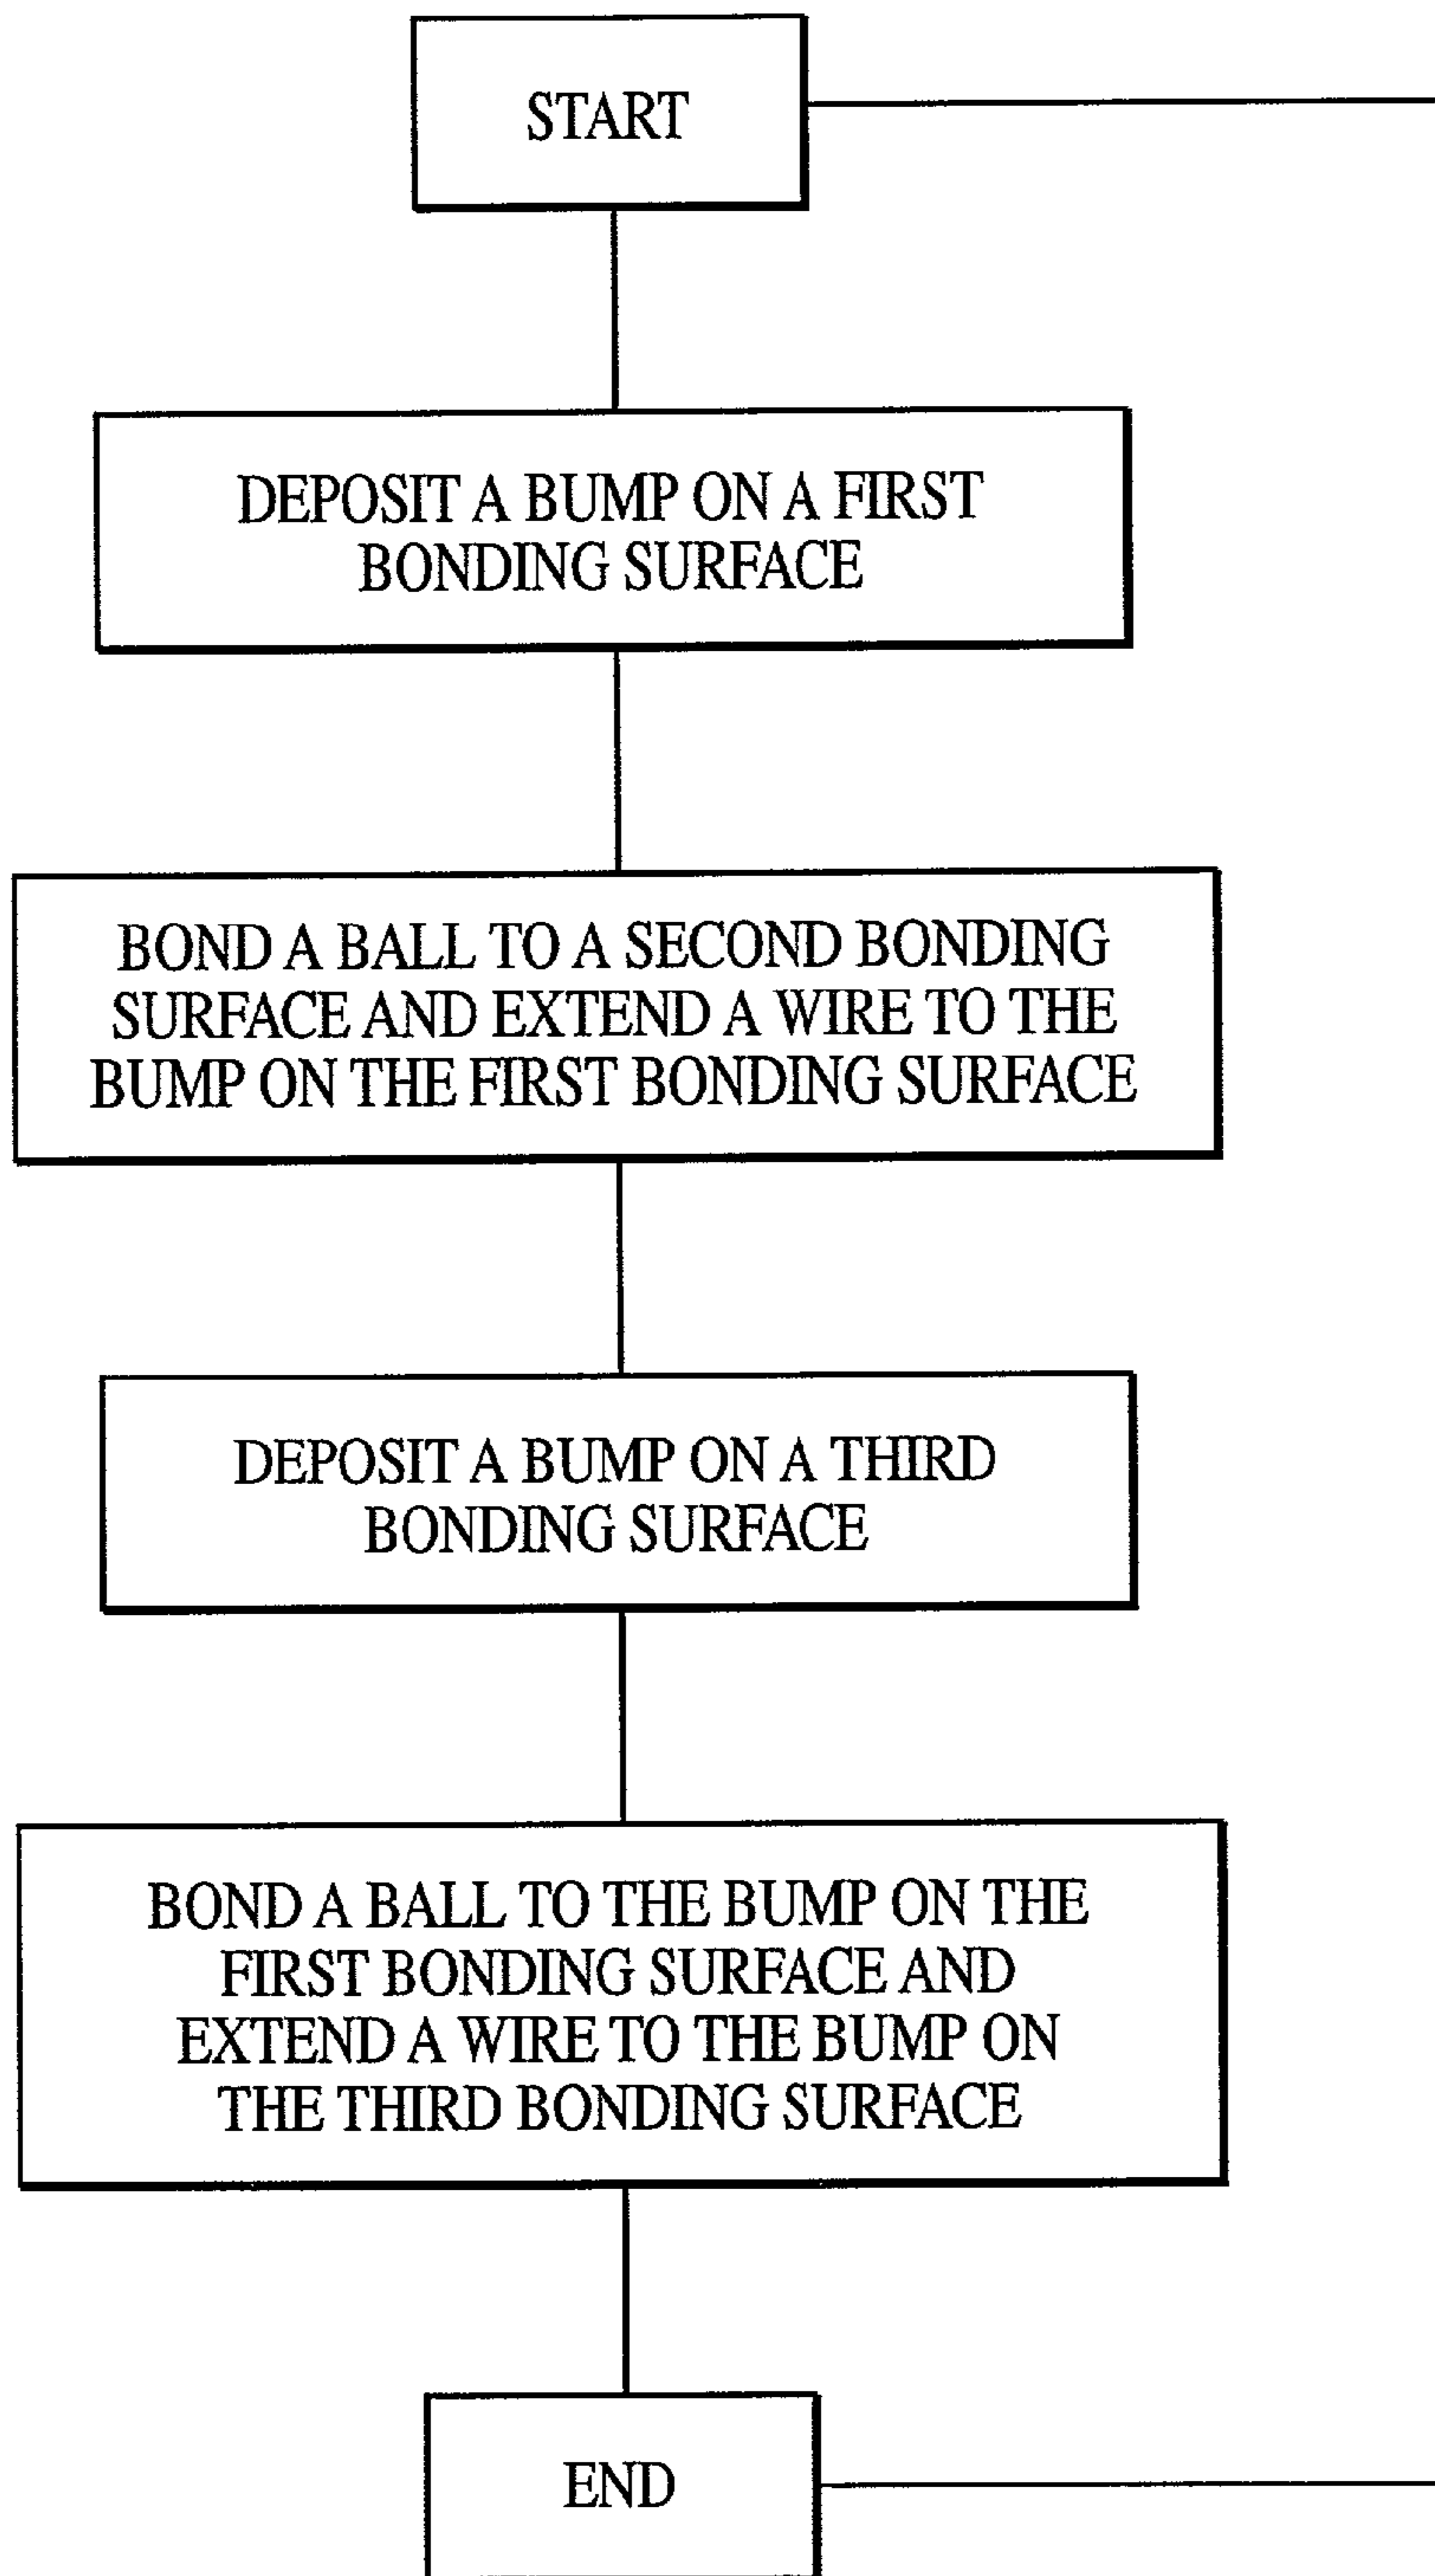 START
DEPOSIT A BUMP ON A FIRST
BONDING SURFACE
BOND A BALL TO A SECOND BONDING
SURFACE AND EXTEND A WIRE TO THE
BUMP ON THE FIRST BONDING SURFACE
DEPOSIT A BUMP ON A THIRD
BONDING SURFACE
BOND A BALL TO THE BUMP ON THE
FIRST BONDING SURFACE AND
EXTEND A WIRE TO THE BUMP ON
THE THIRD BONDING SURFACE
END